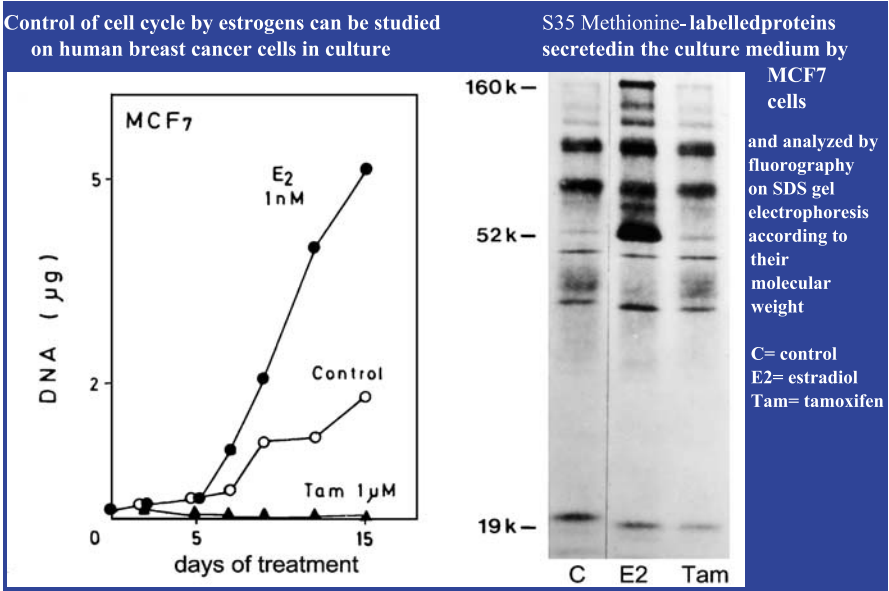 Control of cell cycle by estrogens can be studied
on human breast cancer cells in culture
S35 Methionine-labelledproteins
secretedin the culture medium by
MCF7
cells
and analyzed by
fluorography
on SDS gel
electrophoresis
according to
their
molecular
weight
C= control
E2= estradiol
Tam= tamoxifen
MCF7
E2
1nM
Control
Tam 1µM
DNA (µg)
5
2
0
5
15
days of treatment
160k–
52k–
19k–
C E2 Tam